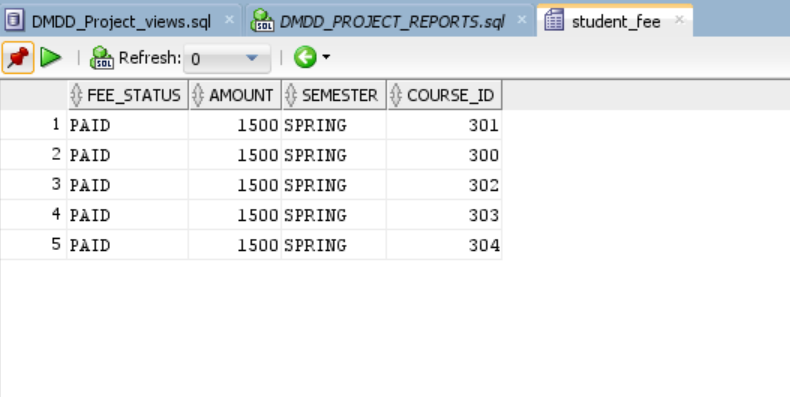 DMDD_Project_views.sql DMDD_PROJECT_REPORTS.sql student_fee
Refresh: 0
FEE_STATUS AMOUNT SEMESTER COURSE_ID
1 PAID 1500 SPRING 301
2 PAID 1500 SPRING 300
3 PAID 1500 SPRING 302
4 PAID 1500 SPRING 303
5 PAID 1500 SPRING 304